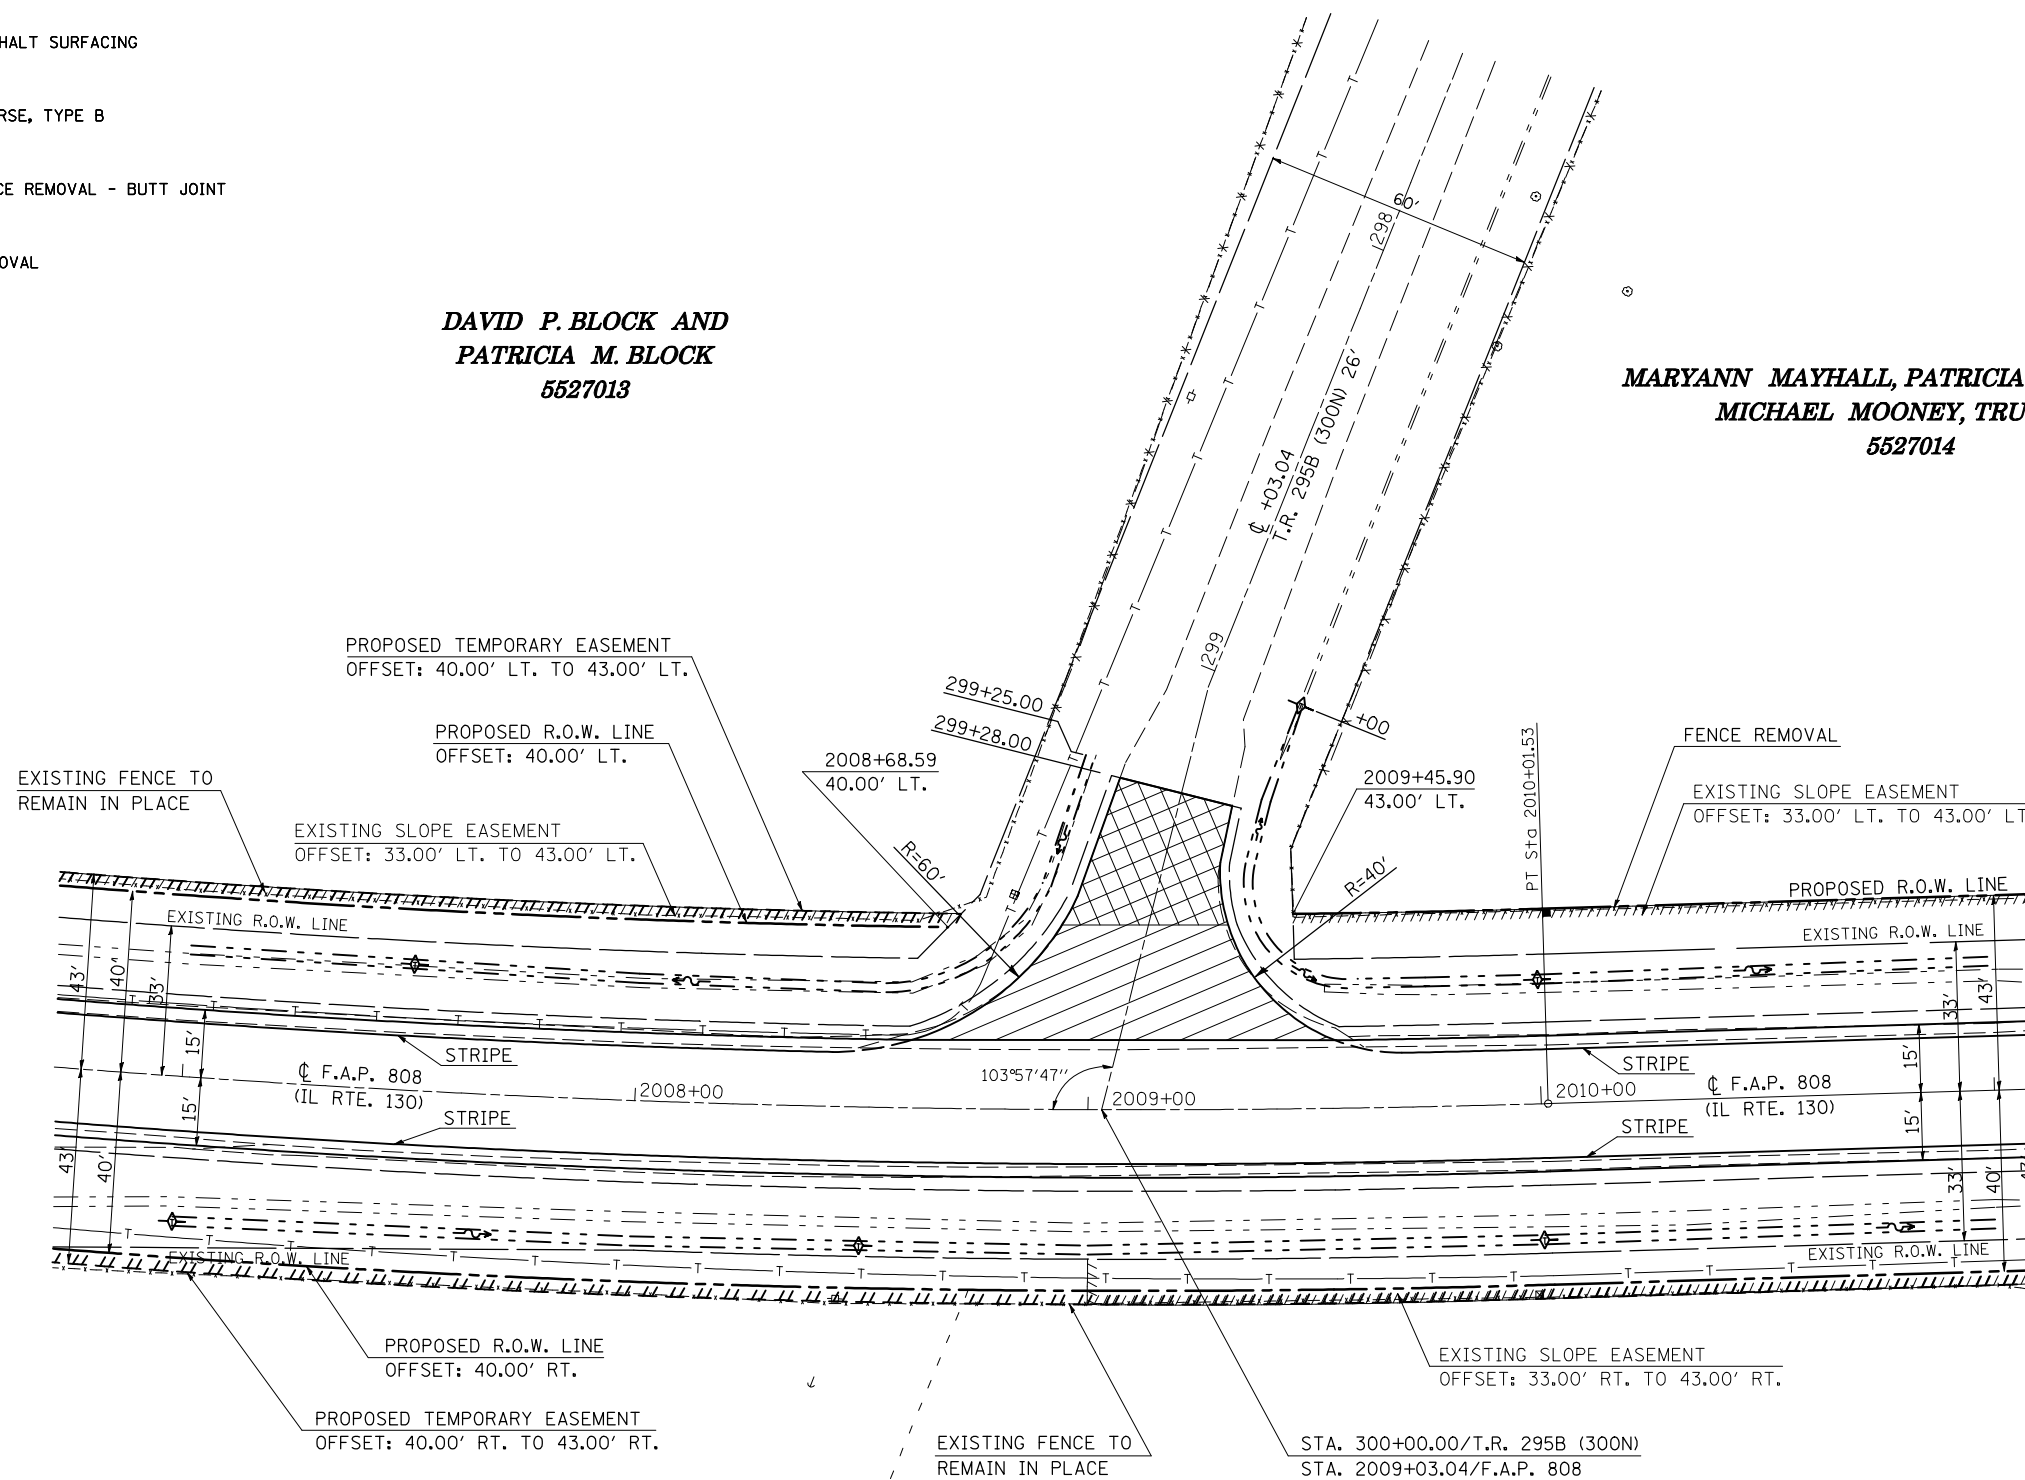 HALT SURFACING
RSE, TYPE B
CE REMOVAL - BUTT JOINT
OVAL
DAVID P. BLOCK AND
PATRICIA M. BLOCK
5527013
MARYANN MAYHALL, PATRICIA
MICHAEL MOONEY, TRU
5527014
60'
298
℄ +03.04
T.R. 295B (300N) 26'
299
PROPOSED TEMPORARY EASEMENT
OFFSET: 40.00' LT. TO 43.00' LT.
PROPOSED R.O.W. LINE
OFFSET: 40.00' LT.
EXISTING FENCE TO
REMAIN IN PLACE
EXISTING SLOPE EASEMENT
OFFSET: 33.00' LT. TO 43.00' LT.
299+25.00
299+28.00
2008+68.59
40.00' LT.
R=60'
+00
2009+45.90
43.00' LT.
R=40'
PT Sta 2010+01.53
FENCE REMOVAL
EXISTING SLOPE EASEMENT
OFFSET: 33.00' LT. TO 43.00' LT
PROPOSED R.O.W. LINE
EXISTING R.O.W. LINE
EXISTING R.O.W. LINE
43'
40'
33'
15'
15'
43'
40'
STRIPE
℄ F.A.P. 808
(IL RTE. 130)
STRIPE
2008+00
103°57'47"
2009+00
2010+00
STRIPE
℄ F.A.P. 808
(IL RTE. 130)
STRIPE
15'
15'
33'
43'
33'
40'
43'
EXISTING R.O.W. LINE
EXISTING R.O.W. LINE
PROPOSED R.O.W. LINE
OFFSET: 40.00' RT.
PROPOSED TEMPORARY EASEMENT
OFFSET: 40.00' RT. TO 43.00' RT.
EXISTING FENCE TO
REMAIN IN PLACE
EXISTING SLOPE EASEMENT
OFFSET: 33.00' RT. TO 43.00' RT.
STA. 300+00.00/T.R. 295B (300N)
STA. 2009+03.04/F.A.P. 808